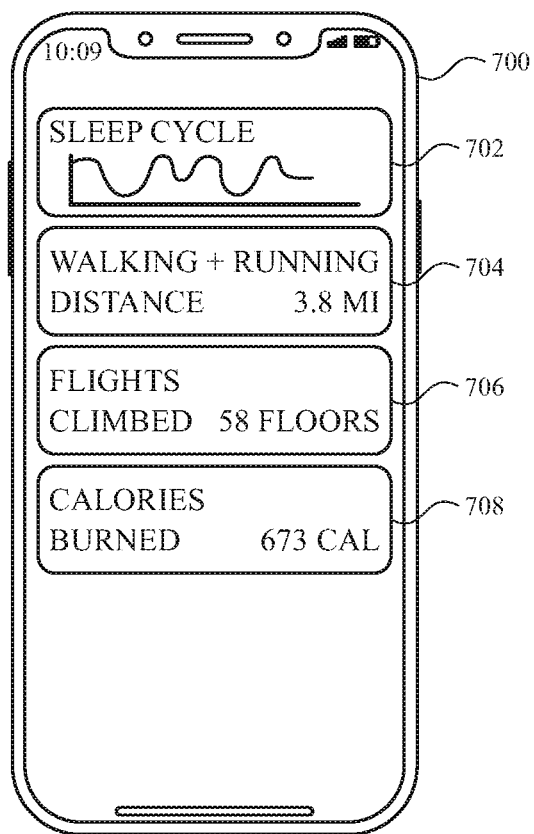 10:09
700
SLEEP CYCLE
702
WALKING + RUNNING
DISTANCE 3.8 MI
704
FLIGHTS
CLIMBED 58 FLOORS
706
CALORIES
BURNED 673 CAL
708